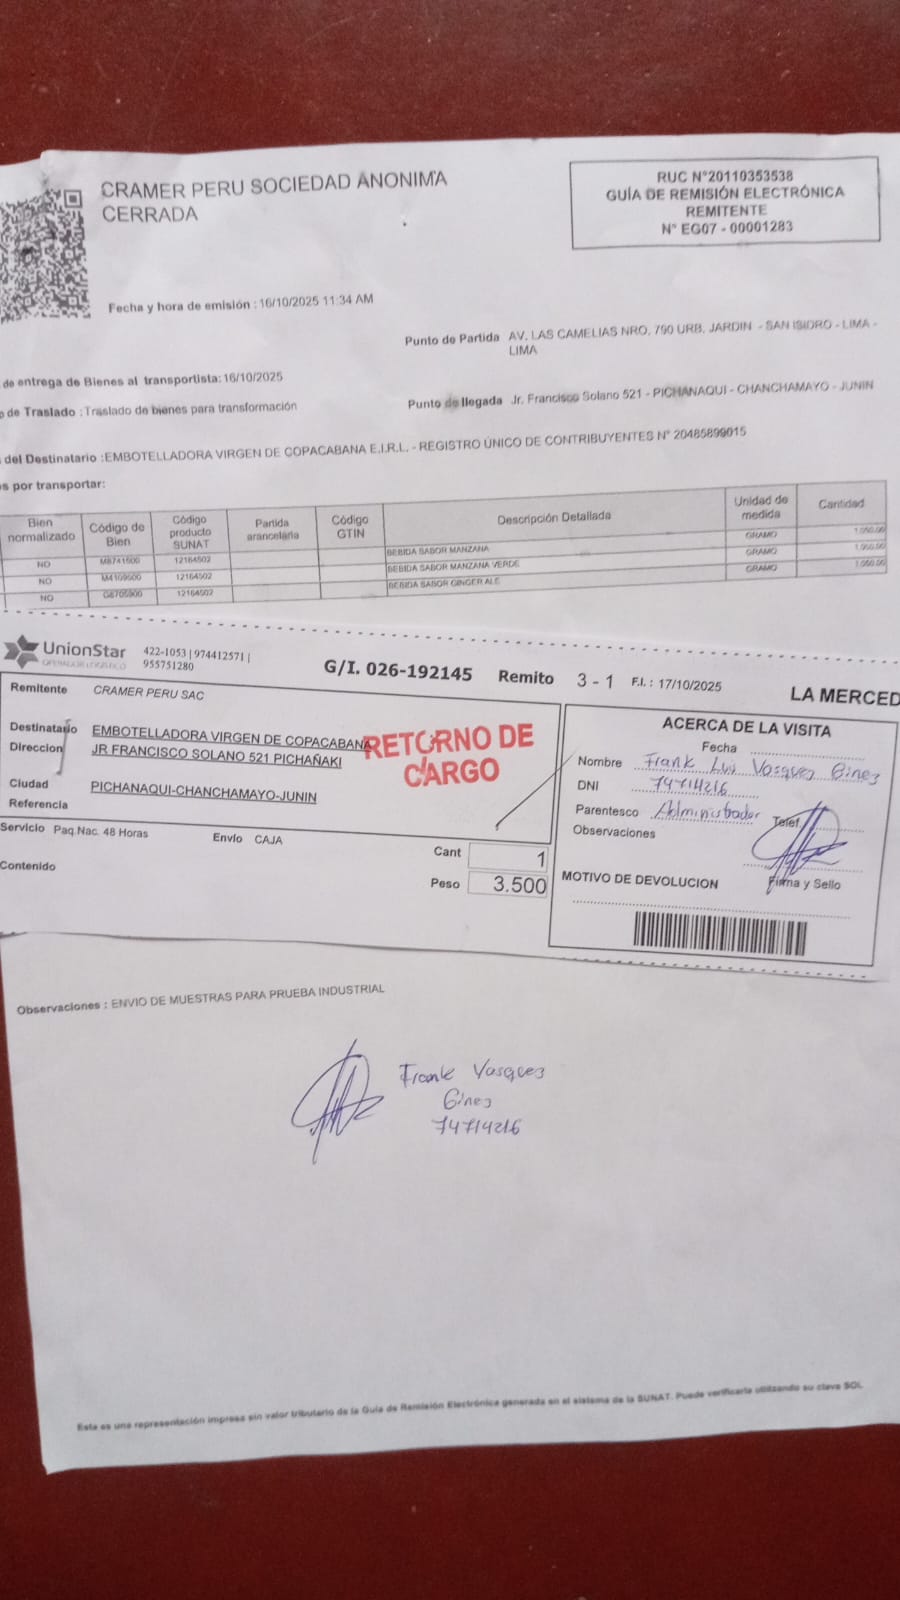 CRAMER PERU SOCIEDAD ANONIMA
CERRADA
RUC N°20110353538
GUÍA DE REMISIÓN ELECTRÓNICA
REMITENTE
N° EG07 - 00001283
Fecha y hora de emisión : 16/10/2025 11:34 AM
Punto de Partida AV. LAS CAMELIAS NRO. 790 URB. JARDIN - SAN ISIDRO - LIMA -
LIMA
de entrega de Bienes al transportista: 16/10/2025
o de Traslado : Traslado de bienes para transformación
Punto de llegada Jr. Francisco Solano 521 - PICHANAQUI - CHANCHAMAYO - JUNIN
del Destinatario :EMBOTELLADORA VIRGEN DE COPACABANA E.I.R.L. - REGISTRO ÚNICO DE CONTRIBUYENTES N° 20485899015
s por transportar:
Bien normalizado Código de Bien Código producto SUNAT Partida arancelaria Código GTIN Descripción Detallada Unidad de medida Cantidad
NO M8741500 12164502 BEBIDA SABOR MANZANA GRAMO 1,050.00
NO M4109500 12164502 BEBIDA SABOR MANZANA VERDE GRAMO 1,050.00
NO 12164502 BEBIDA SABOR GINGER ALE GRAMO 1,050.00
UnionStar 422-1053 | 974412571 |
OPERADOR LOGISTICO 955751280
G/I. 026-192145 Remito 3 - 1 F.I. : 17/10/2025 LA MERCED
Remitente CRAMER PERU SAC
Destinatario EMBOTELLADORA VIRGEN DE COPACABANA
Direccion JR FRANCISCO SOLANO 521 PICHAÑAKI
Ciudad PICHANAQUI-CHANCHAMAYO-JUNIN
Referencia
RETORNO DE
CARGO
Servicio Paq.Nac. 48 Horas Envío CAJA
Contenido
Cant 1
Peso 3.500
ACERCA DE LA VISITA
Fecha
Nombre Frank Luis Vasquez Ginez
DNI 74714216
Parentesco Administrador Telef.
Observaciones
Firma y Sello
MOTIVO DE DEVOLUCION
Observaciones : ENVIO DE MUESTRAS PARA PRUEBA INDUSTRIAL
Frank Vasquez
Ginez
74714216
Esta es una representación impresa sin valor tributario de la Guía de Remisión Electrónica generada en el sistema de la SUNAT. Puede verificarla utilizando su clave SOL